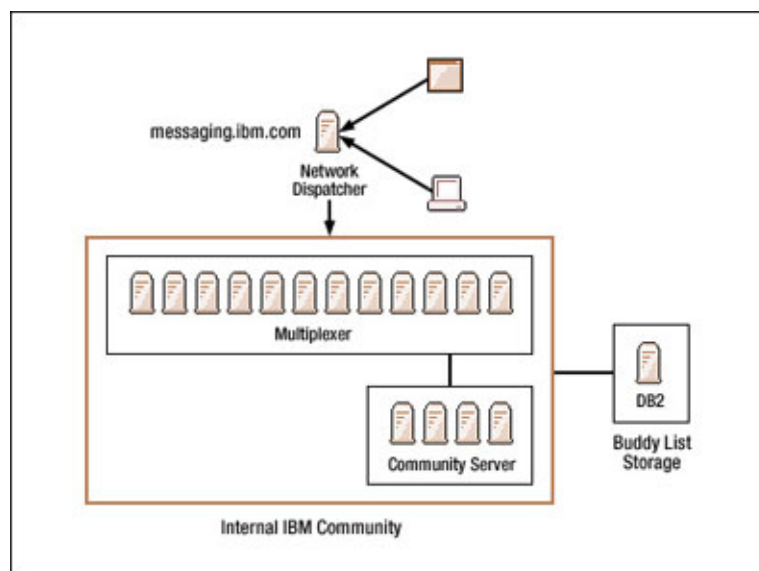 messaging.ibm.com
Network
Dispatcher
Multiplexer
Community Server
DB2
Buddy List
Storage
Internal IBM Community